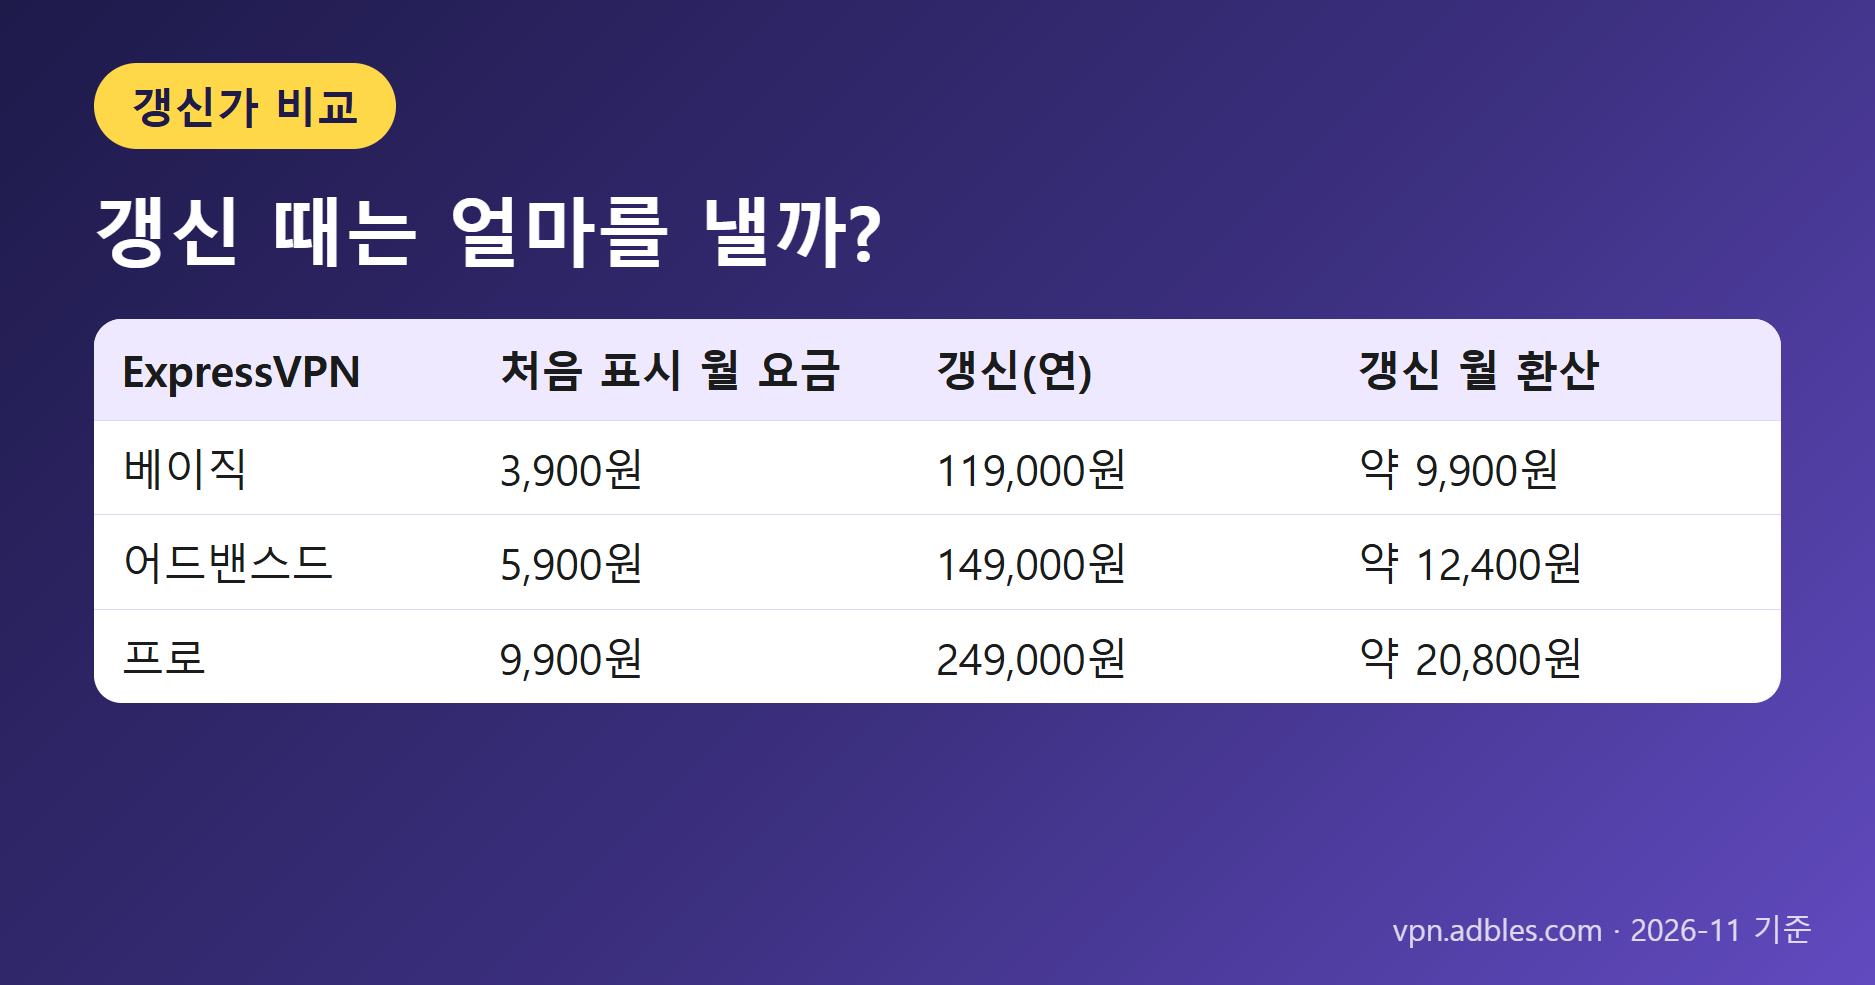 갱신가 비교
갱신 때는 얼마를 낼까?
ExpressVPN 처음 표시 월 요금 갱신(연) 갱신 월 환산
베이직 3,900원 119,000원 약 9,900원
어드밴스드 5,900원 149,000원 약 12,400원
프로 9,900원 249,000원 약 20,800원
vpn.adbles.com · 2026-11 기준